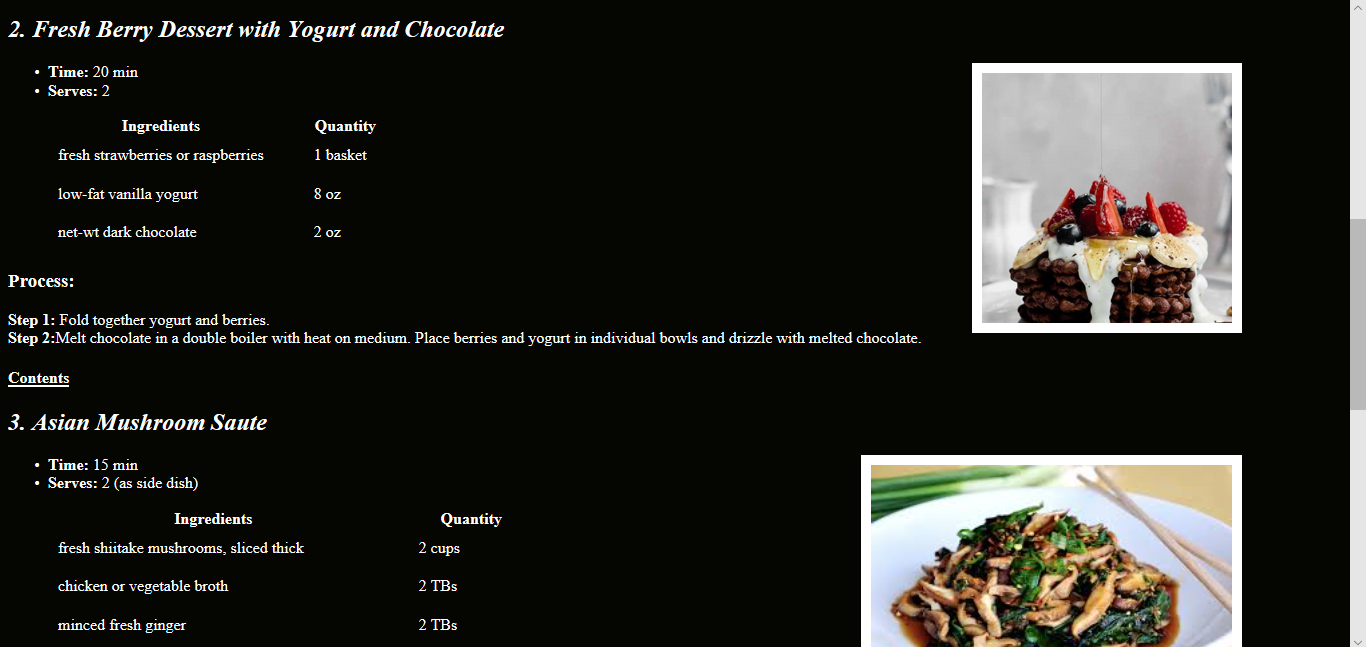 2. Fresh Berry Dessert with Yogurt and Chocolate
• Time: 20 min
• Serves: 2
Ingredients Quantity
fresh strawberries or raspberries 1 basket
low-fat vanilla yogurt 8 oz
net-wt dark chocolate 2 oz
Process:
Step 1: Fold together yogurt and berries.
Step 2:Melt chocolate in a double boiler with heat on medium. Place berries and yogurt in individual bowls and drizzle with melted chocolate.
Contents
3. Asian Mushroom Saute
• Time: 15 min
• Serves: 2 (as side dish)
Ingredients Quantity
fresh shiitake mushrooms, sliced thick 2 cups
chicken or vegetable broth 2 TBs
minced fresh ginger 2 TBs